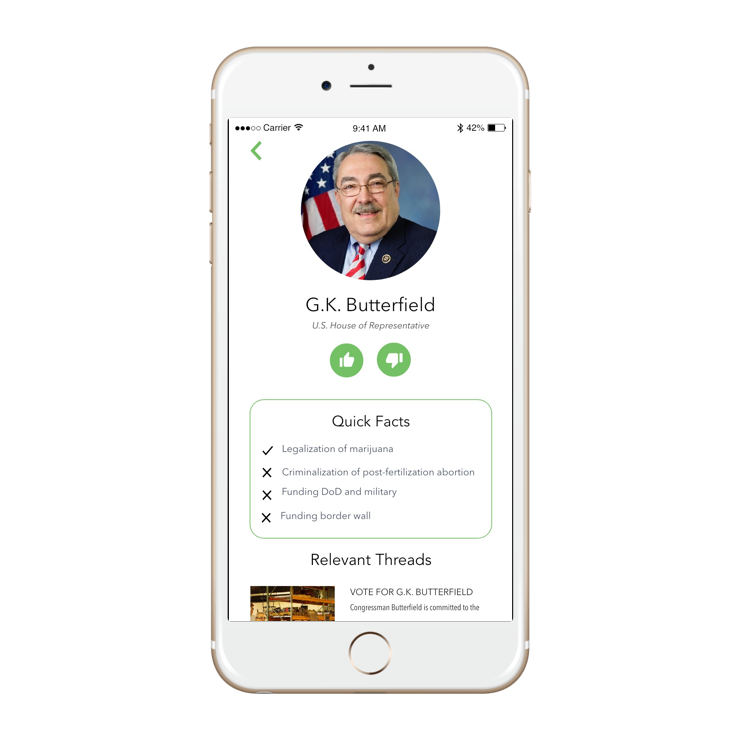 ●●●○○ Carrier 9:41 AM 42%
G.K. Butterfield
U.S. House of Representative
Quick Facts
Legalization of marijuana
Criminalization of post-fertilization abortion
Funding DoD and military
Funding border wall
Relevant Threads
VOTE FOR G.K. BUTTERFIELD
Congressman Butterfield is committed to the